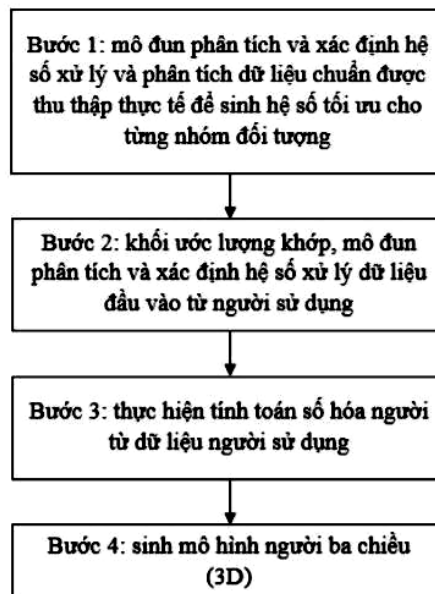 Bước 1: mô đun phân tích và xác định hệ
số xử lý và phân tích dữ liệu chuẩn được
thu thập thực tế để sinh hệ số tối ưu cho
từng nhóm đối tượng
Bước 2: khối ước lượng khớp, mô đun
phân tích và xác định hệ số xử lý dữ liệu
đầu vào từ người sử dụng
Bước 3: thực hiện tính toán số hóa người
từ dữ liệu người sử dụng
Bước 4: sinh mô hình người ba chiều
(3D)